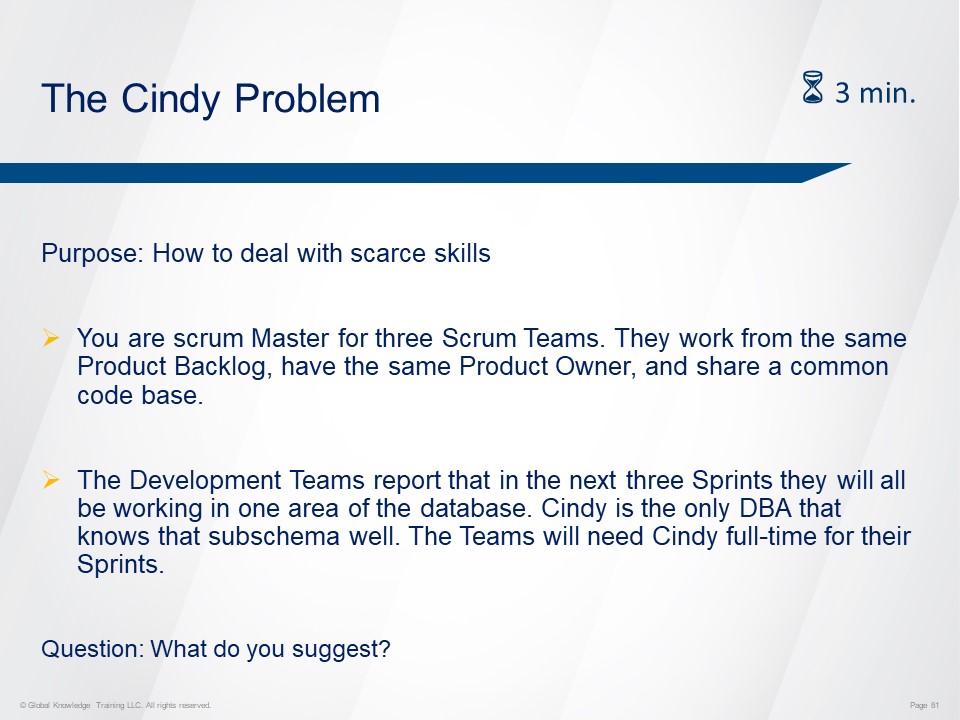 The Cindy Problem
3 min.
Purpose: How to deal with scarce skills
You are scrum Master for three Scrum Teams. They work from the same
Product Backlog, have the same Product Owner, and share a common
code base.
The Development Teams report that in the next three Sprints they will all
be working in one area of the database. Cindy is the only DBA that
knows that subschema well. The Teams will need Cindy full-time for their
Sprints.
Question: What do you suggest?
© Global Knowledge Training LLC. All rights reserved.
Page 81